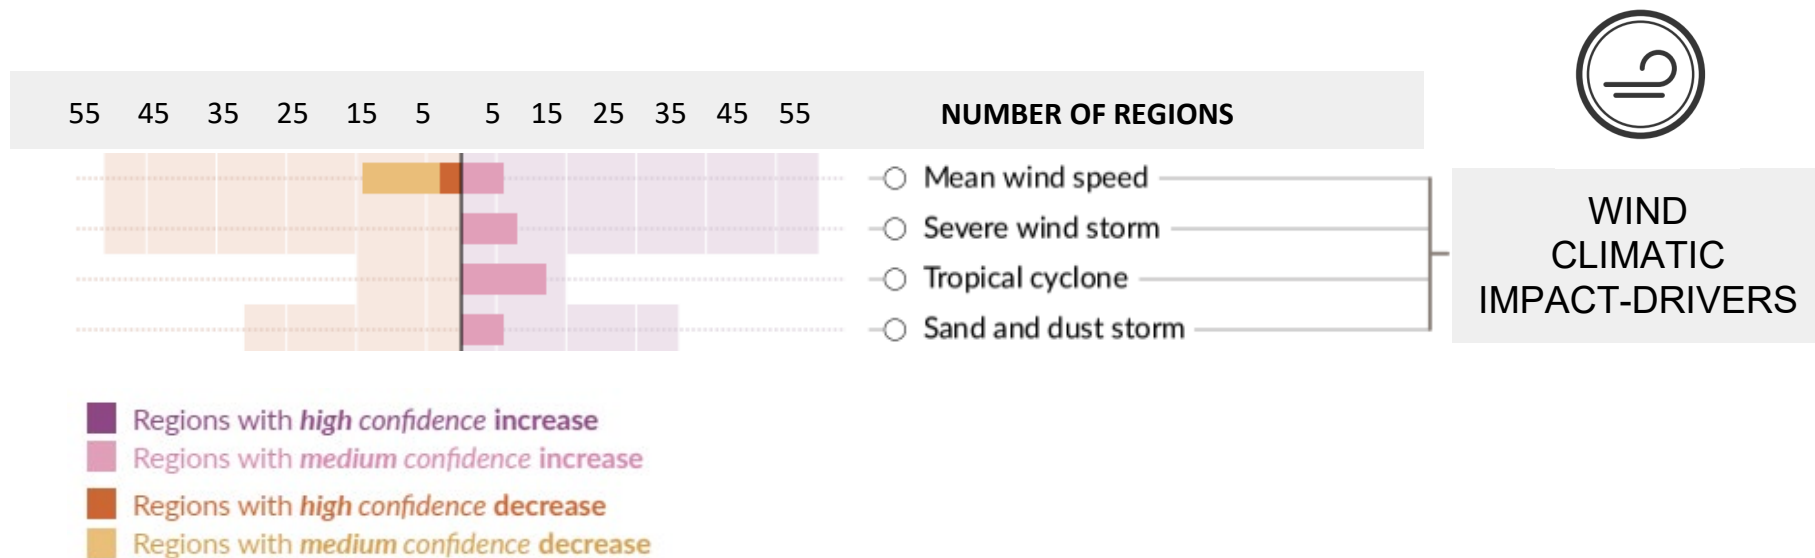 55 45 35 25 15 5 5 15 25 35 45 55 NUMBER OF REGIONS
Mean wind speed
Severe wind storm
Tropical cyclone
Sand and dust storm
WIND
CLIMATIC
IMPACT-DRIVERS
Regions with high confidence increase
Regions with medium confidence increase
Regions with high confidence decrease
Regions with medium confidence decrease